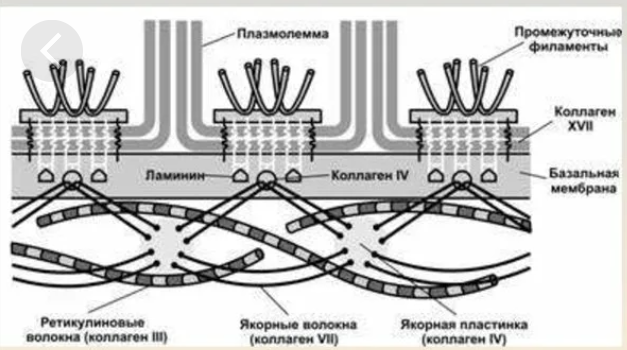 Плазмолемма
Промежуточные
филаменты
Коллаген
XVII
Ламинин
Коллаген IV
Базальная
мембрана
Ретикулиновые
волокна (коллаген III)
Якорные волокна
(коллаген VII)
Якорная пластинка
(коллаген IV)